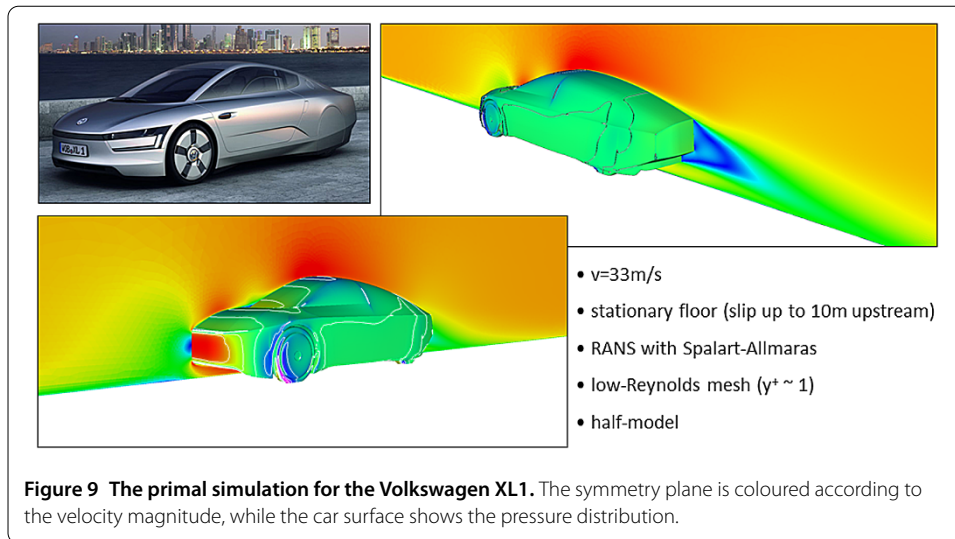 • v=33m/s
• stationary floor (slip up to 10m upstream)
• RANS with Spalart-Allmaras
• low-Reynolds mesh (y⁺ ~ 1)
• half-model
Figure 9 The primal simulation for the Volkswagen XL1. The symmetry plane is coloured according to
the velocity magnitude, while the car surface shows the pressure distribution.